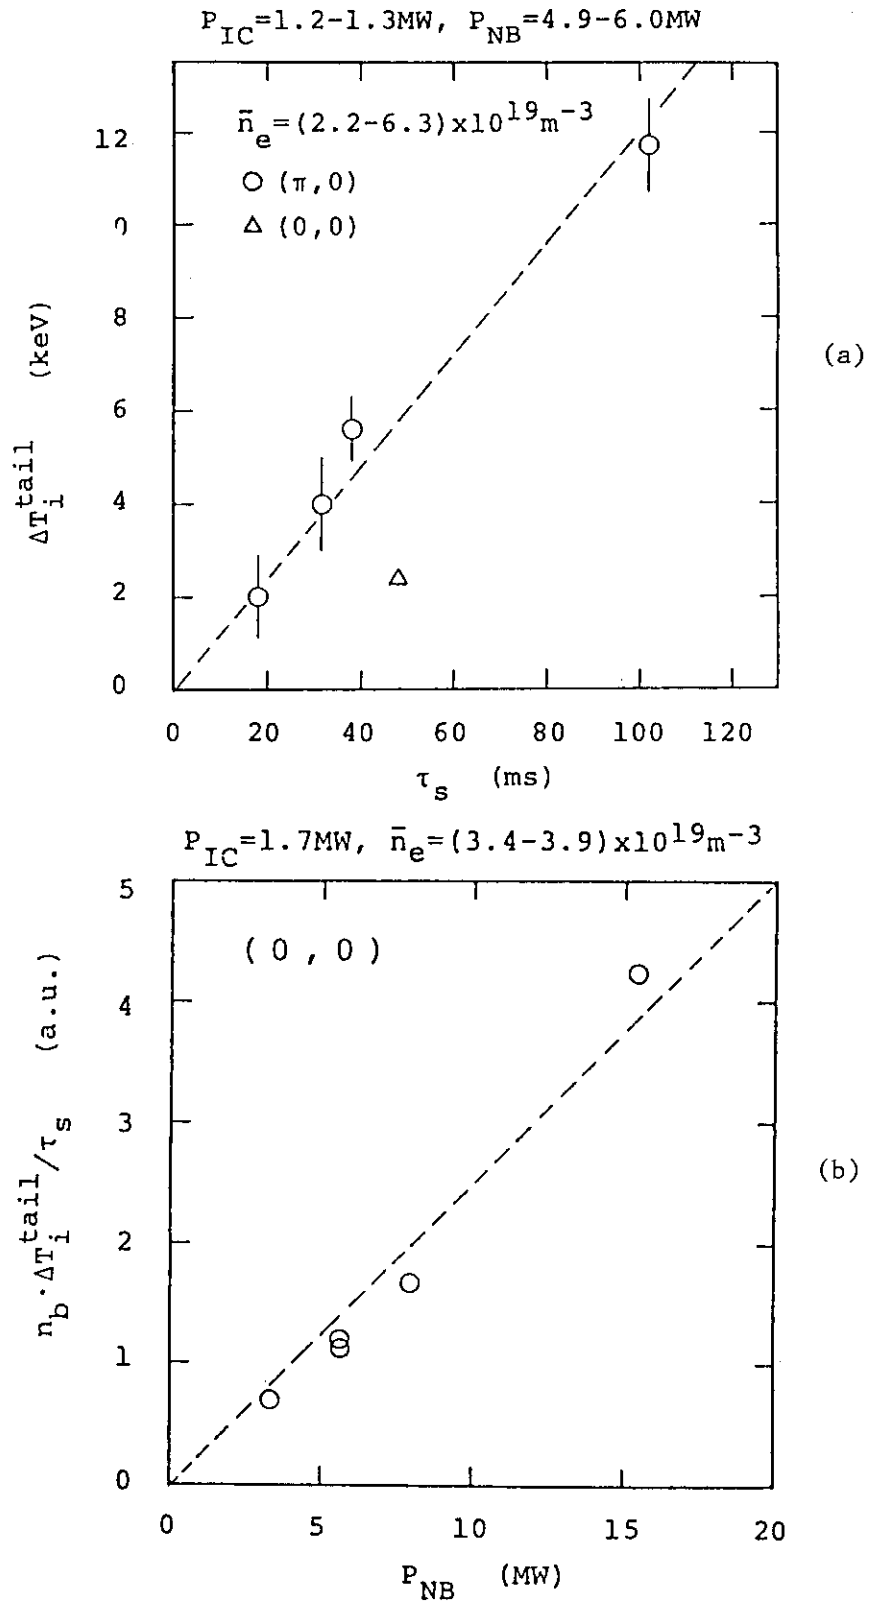 P_IC=1.2-1.3MW, P_NB=4.9-6.0MW
n̄_e=(2.2-6.3)x10^19 m^-3
○ (π,0)
△ (0,0)
12
8
6
4
2
0
ΔT_i^tail (keV)
(a)
0 20 40 60 80 100 120
τ_s (ms)
P_IC=1.7MW, n̄_e=(3.4-3.9)x10^19 m^-3
(0,0)
5
4
3
2
1
0
n_b·ΔT_i^tail/τ_s (a.u.)
(b)
0 5 10 15 20
P_NB (MW)